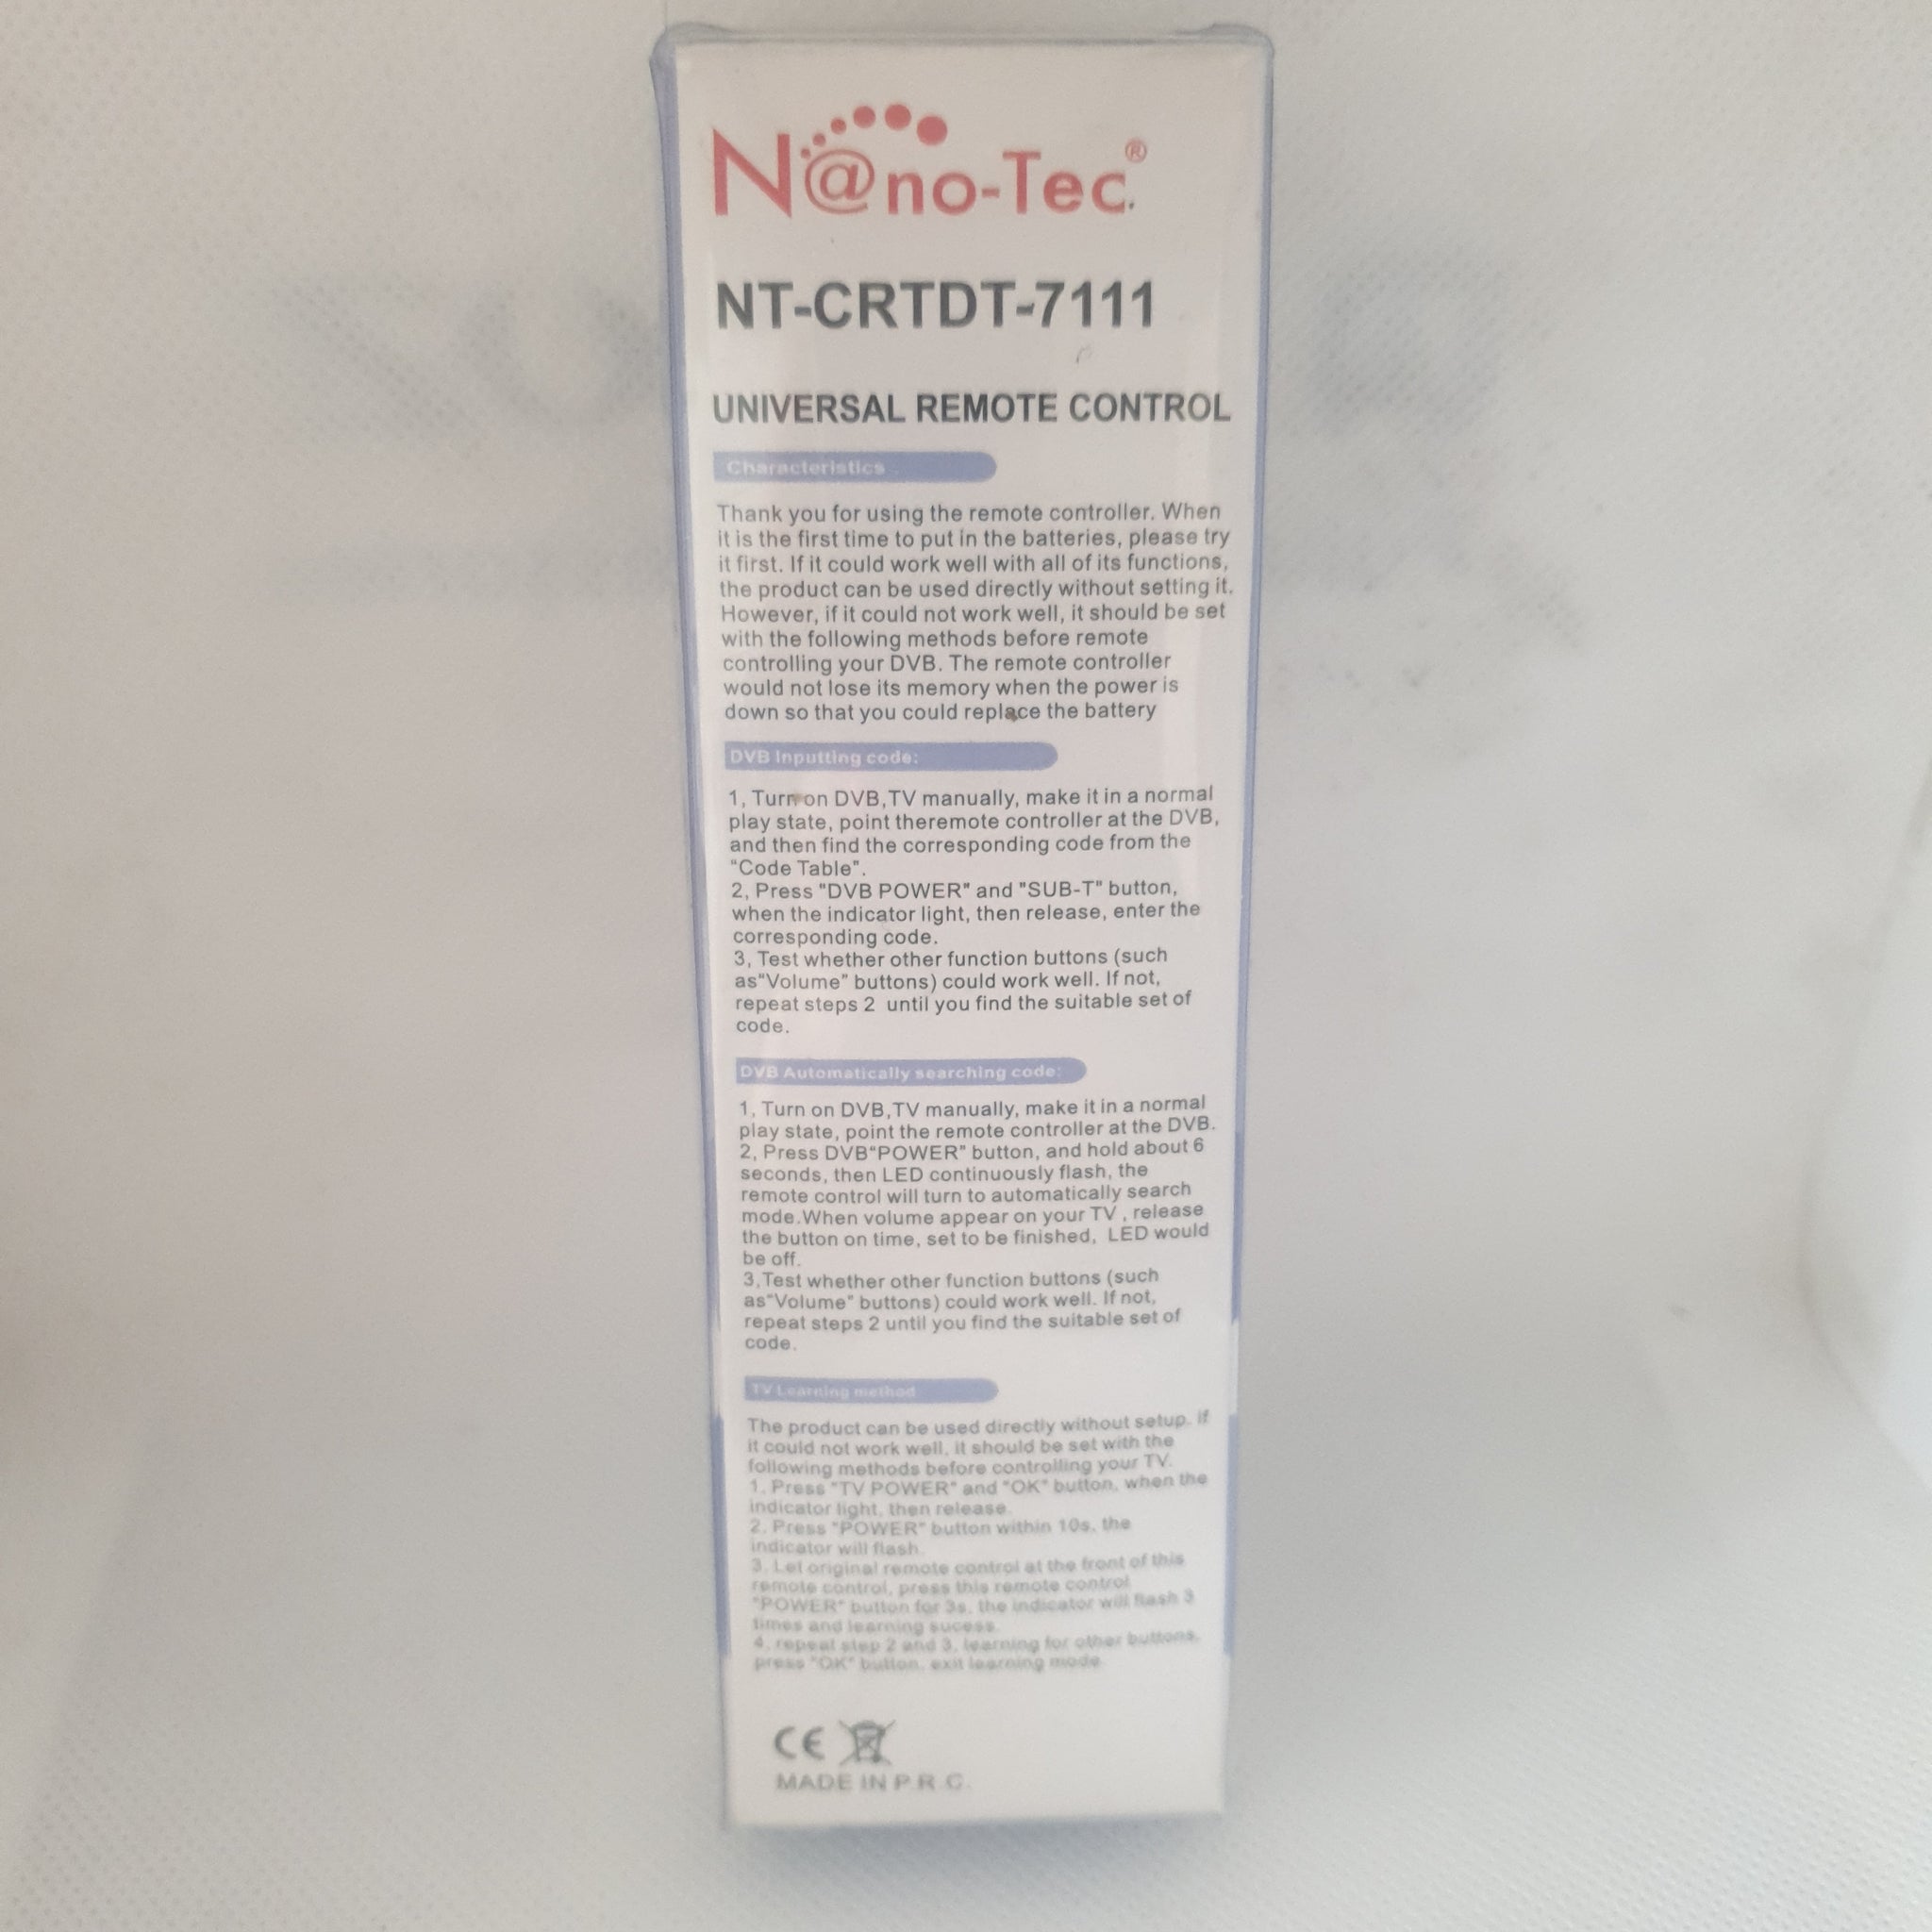 N@no-Tec®
NT-CRTDT-7111
UNIVERSAL REMOTE CONTROL
Characteristics
Thank you for using the remote controller. When
it is the first time to put in the batteries, please try
it first. If it could work well with all of its functions,
the product can be used directly without setting it.
However, if it could not work well, it should be set
with the following methods before remote
controlling your DVB. The remote controller
would not lose its memory when the power is
down so that you could replace the battery
DVB Inputting code:
1, Turn on DVB,TV manually, make it in a normal
play state, point theremote controller at the DVB,
and then find the corresponding code from the
"Code Table".
2, Press "DVB POWER" and "SUB-T" button,
when the indicator light, then release, enter the
corresponding code.
3, Test whether other function buttons (such
as“Volume” buttons) could work well. If not,
repeat steps 2  until you find the suitable set of
code.
DVB Automatically searching code:
1, Turn on DVB,TV manually, make it in a normal
play state, point the remote controller at the DVB.
2, Press DVB“POWER” button, and hold about 6
seconds, then LED continuously flash, the
remote control will turn to automatically search
mode.When volume appear on your TV , release
the button on time, set to be finished,  LED would
be off.
3,Test whether other function buttons (such
as“Volume” buttons) could work well. If not,
repeat steps 2 until you find the suitable set of
code.
TV Learning method
The product can be used directly without setup. if
it could not work well, it should be set with the
following methods before controlling your TV.
1. Press "TV POWER" and "OK" button, when the
indicator light, then release.
2. Press "POWER" button within 10s, the
indicator will flash.
3. Let original remote control at the front of this
remote control, press this remote control
"POWER" button for 3s, the indicator will flash 3
times and learning sucess.
4. repeat step 2 and 3, learning for other buttons,
press "OK" button, exit learning mode.
CE
MADE IN P.R.C.